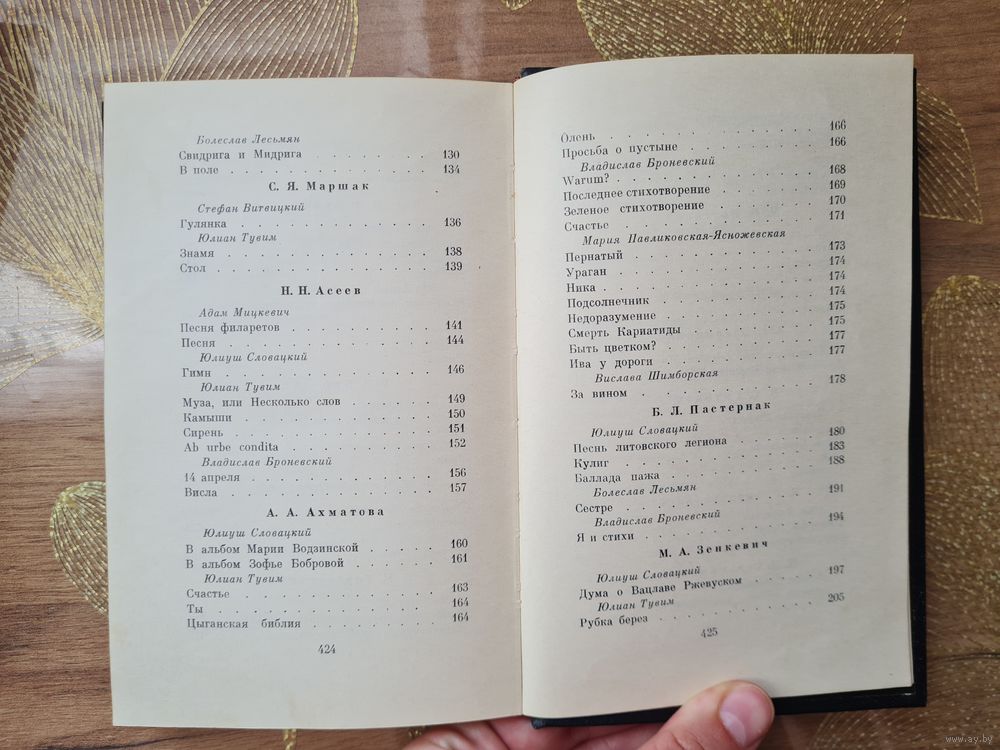 Болеслав Лесьмян
Свидрига и Мидрига . . . . . . . 130
В поле . . . . . . . . . . . . 134
С. Я. Маршак
Стефан Витвицкий
Гулянка . . . . . . . . . . . 136
Юлиан Тувим
Знамя . . . . . . . . . . . . 138
Стол . . . . . . . . . . . . . 139
Н. Н. Асеев
Адам Мицкевич
Песня филаретов . . . . . . . . 141
Песня . . . . . . . . . . . . 144
Юлиуш Словацкий
Гимн . . . . . . . . . . . . 146
Юлиан Тувим
Муза, или Несколько слов . . . . . 149
Камыши . . . . . . . . . . . 150
Сирень . . . . . . . . . . . 151
Ab urbe condita . . . . . . . . 152
Владислав Броневский
14 апреля . . . . . . . . . . 156
Висла . . . . . . . . . . . . 157
А. А. Ахматова
Юлиуш Словацкий
В альбом Марии Водзинской . . . . 160
В альбом Зофье Бобровой . . . . . 161
Юлиан Тувим
Счастье . . . . . . . . . . . 163
Ты . . . . . . . . . . . . . 164
Цыганская библия . . . . . . . 164
424
Олень . . . . . . . . . . . . 166
Просьба о пустыне . . . . . . . 166
Владислав Броневский
Warum? . . . . . . . . . . . 168
Последнее стихотворение . . . . . 169
Зеленое стихотворение . . . . . . 170
Счастье . . . . . . . . . . . 171
Мария Павликовская-Ясножевская
Пернатый . . . . . . . . . . 173
Ураган . . . . . . . . . . . 174
Ника . . . . . . . . . . . . 174
Подсолнечник . . . . . . . . . 174
Недоразумение . . . . . . . . . 175
Смерть Кариатиды . . . . . . . 175
Быть цветком? . . . . . . . . . 177
Ива у дороги . . . . . . . . . 177
Вислава Шимборская
За вином . . . . . . . . . . 178
Б. Л. Пастернак
Юлиуш Словацкий
Песнь литовского легиона . . . . . 180
Кулиг . . . . . . . . . . . . 183
Баллада пажа . . . . . . . . . 188
Болеслав Лесьмян
Сестре . . . . . . . . . . . . 191
Владислав Броневский
Я и стихи . . . . . . . . . . 194
М. А. Зенкевич
Юлиуш Словацкий
Дума о Вацлаве Ржевуском . . . . . 197
Юлиан Тувим
Рубка берез . . . . . . . . . . 205
425
www.ay.by